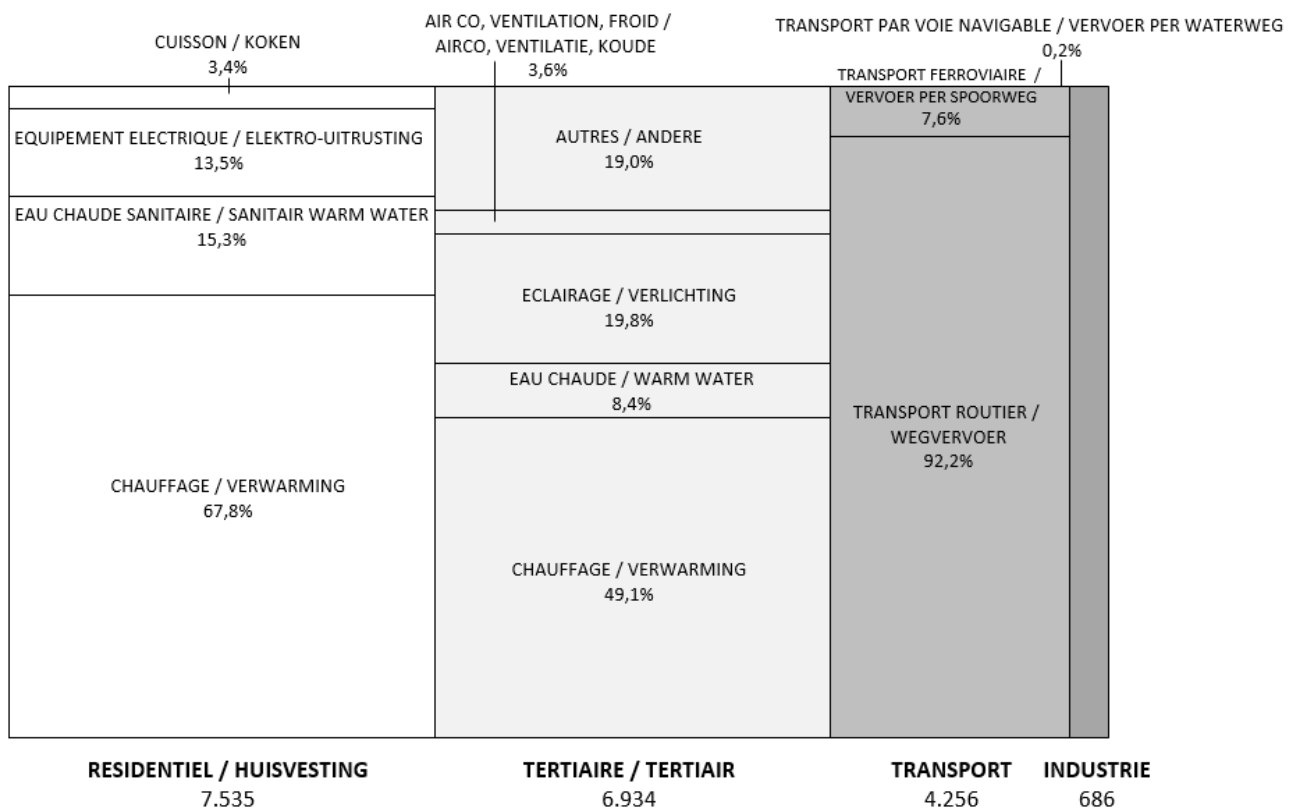 CUISSON / KOKEN
3,4%
EQUIPEMENT ELECTRIQUE / ELEKTRO-UITRUSTING
13,5%
EAU CHAUDE SANITAIRE / SANITAIR WARM WATER
15,3%
CHAUFFAGE / VERWARMING
67,8%
AIR CO, VENTILATION, FROID /
AIRCO, VENTILATIE, KOUDE
3,6%
AUTRES / ANDERE
19,0%
ECLAIRAGE / VERLICHTING
19,8%
EAU CHAUDE / WARM WATER
8,4%
CHAUFFAGE / VERWARMING
49,1%
TRANSPORT PAR VOIE NAVIGABLE / VERVOER PER WATERWEG
0,2%
TRANSPORT FERROVIAIRE /
VERVOER PER SPOORWEG
7,6%
TRANSPORT ROUTIER /
WEGVERVOER
92,2%
RESIDENTIEL / HUISVESTING
7.535
TERTIAIRE / TERTIAIR
6.934
TRANSPORT
4.256
INDUSTRIE
686